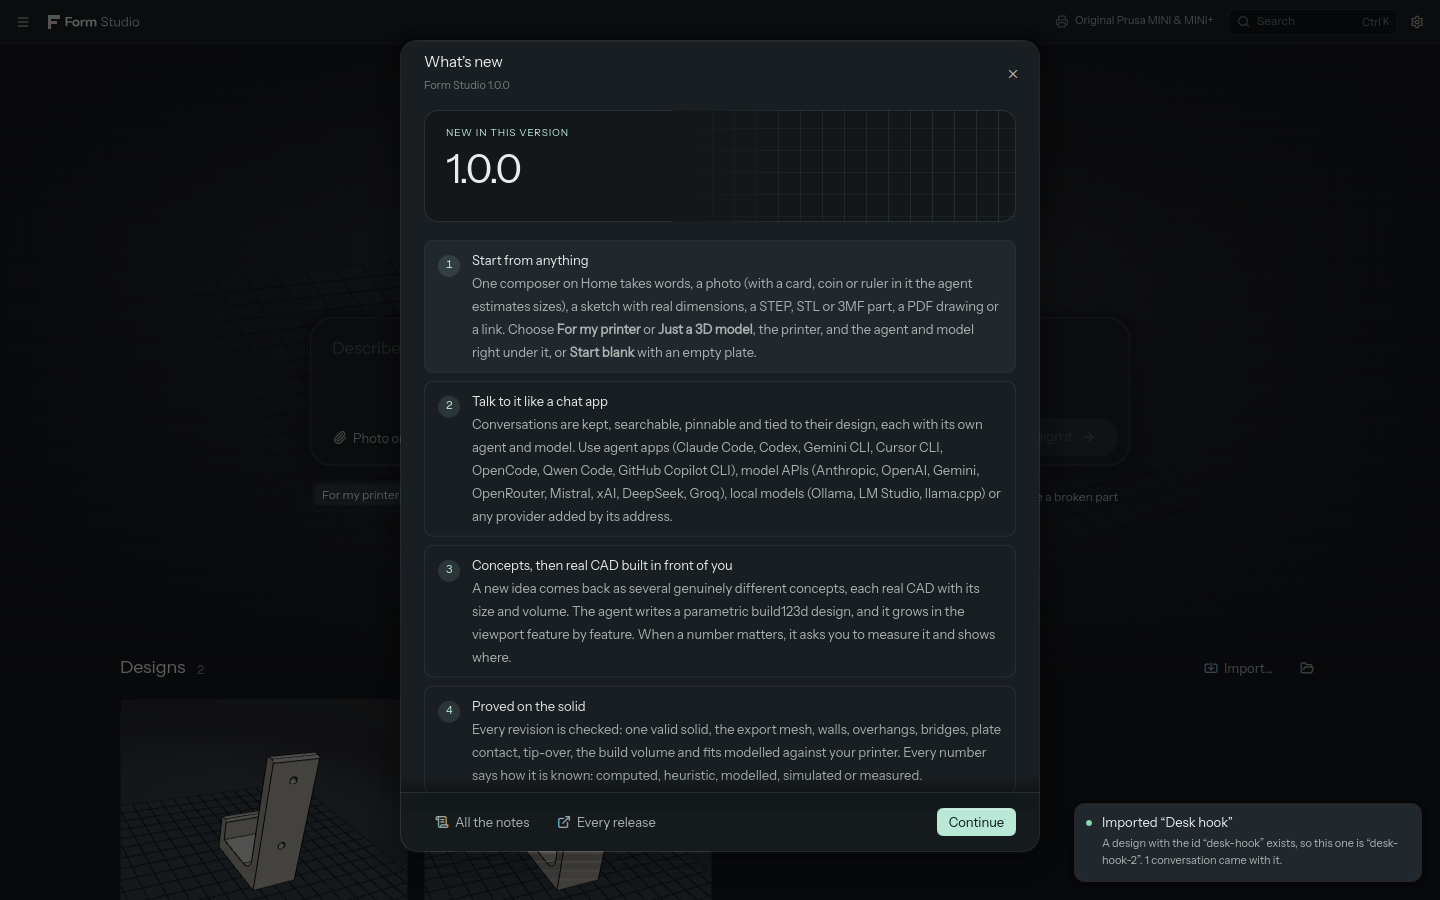 Form Studio
Original Prusa MINI & MINI+
Search
Ctrl K
What's new
Form Studio 1.0.0
NEW IN THIS VERSION
1.0.0
1
Start from anything
One composer on Home takes words, a photo (with a card, coin or ruler in it the agent
estimates sizes), a sketch with real dimensions, a STEP, STL or 3MF part, a PDF drawing or
a link. Choose For my printer or Just a 3D model, the printer, and the agent and model
right under it, or Start blank with an empty plate.
2
Talk to it like a chat app
Conversations are kept, searchable, pinnable and tied to their design, each with its own
agent and model. Use agent apps (Claude Code, Codex, Gemini CLI, Cursor CLI,
OpenCode, Qwen Code, GitHub Copilot CLI), model APIs (Anthropic, OpenAI, Gemini,
OpenRouter, Mistral, xAI, DeepSeek, Groq), local models (Ollama, LM Studio, llama.cpp) or
any provider added by its address.
3
Concepts, then real CAD built in front of you
A new idea comes back as several genuinely different concepts, each real CAD with its
size and volume. The agent writes a parametric build123d design, and it grows in the
viewport feature by feature. When a number matters, it asks you to measure it and shows
where.
4
Proved on the solid
Every revision is checked: one valid solid, the export mesh, walls, overhangs, bridges, plate
contact, tip-over, the build volume and fits modelled against your printer. Every number
says how it is known: computed, heuristic, modelled, simulated or measured.
All the notes
Every release
Continue
Describe
Photo
For my printer
it
a broken part
Designs 2
Import...
Imported “Desk hook”
A design with the id “desk-hook” exists, so this one is “desk-
hook-2”. 1 conversation came with it.